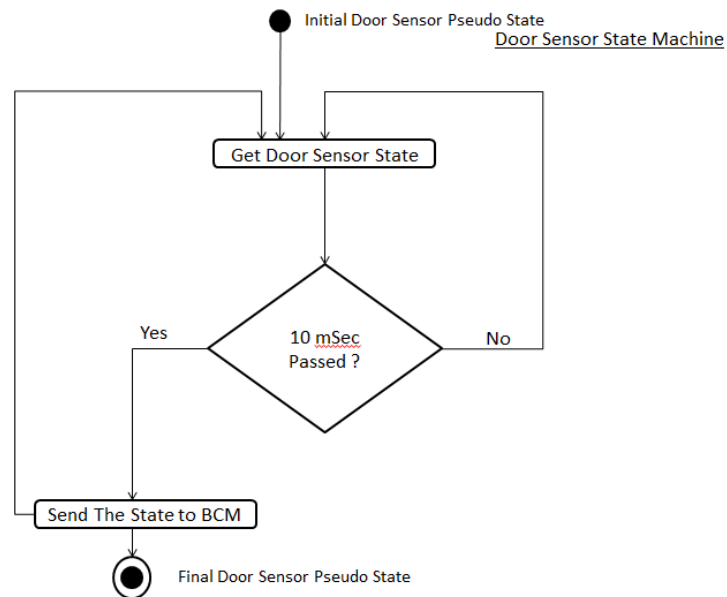 Initial Door Sensor Pseudo State
Door Sensor State Machine
Get Door Sensor State
10 mSec
Passed ?
Yes
No
Send The State to BCM
Final Door Sensor Pseudo State